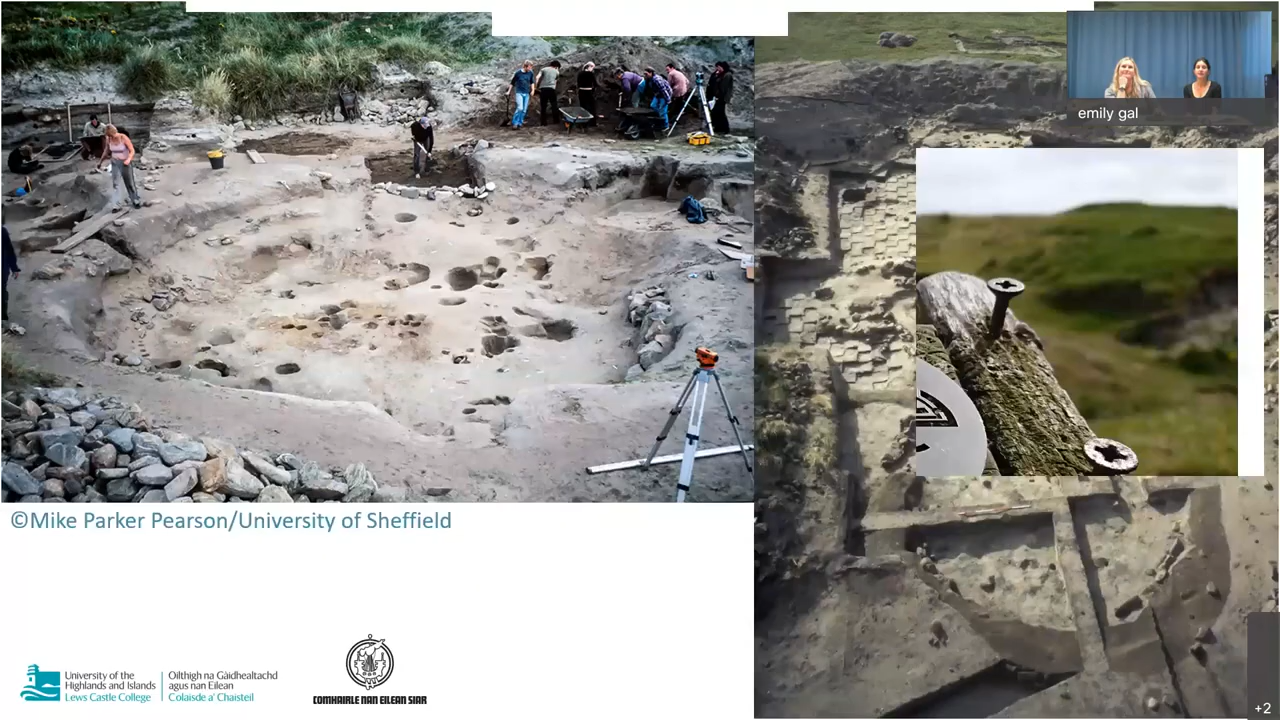 emily gal
©Mike Parker Pearson/University of Sheffield
University of the
Highlands and Islands
Lews Castle College
Oilthigh na Gàidhealtachd
agus nan Eilean
Colaisde a' Chaisteil
COMHAIRLE NAN EILEAN SIAR
+2